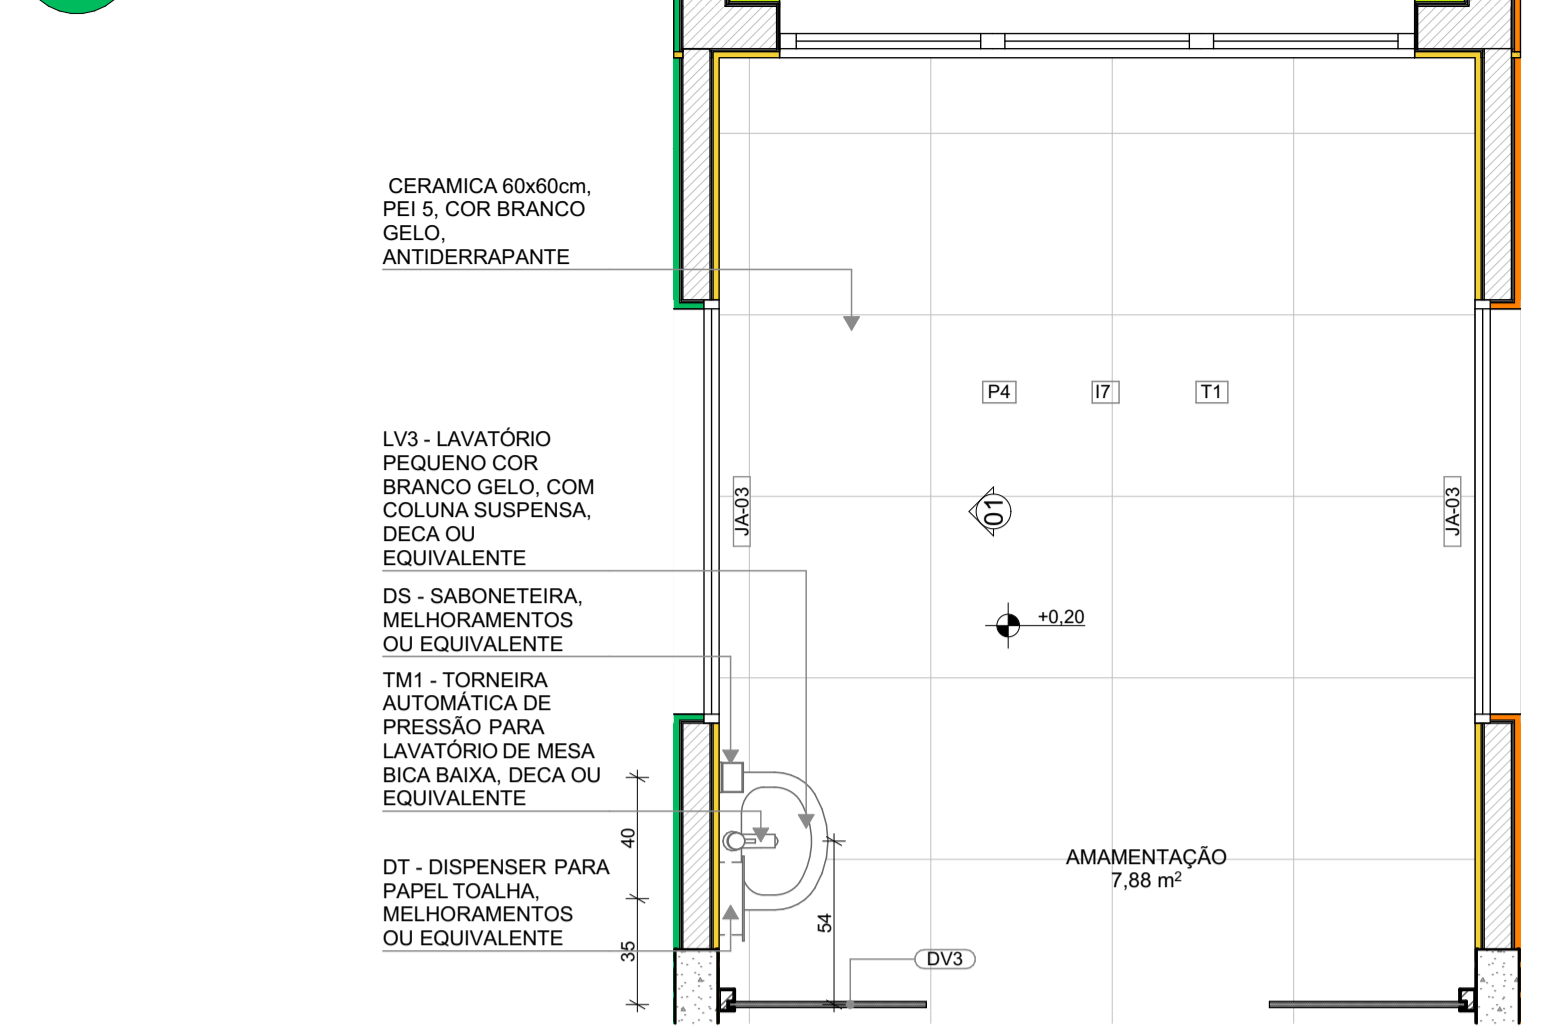 CERAMICA 60x60cm,
PEI 5, COR BRANCO
GELO,
ANTIDERRAPANTE
P4
I7
T1
LV3 - LAVATÓRIO
PEQUENO COR
BRANCO GELO, COM
COLUNA SUSPENSA,
DECA OU
EQUIVALENTE
JA-03
01
JA-03
DS - SABONETEIRA,
MELHORAMENTOS
OU EQUIVALENTE
+0,20
TM1 - TORNEIRA
AUTOMÁTICA DE
PRESSÃO PARA
LAVATÓRIO DE MESA
BICA BAIXA, DECA OU
EQUIVALENTE
40
DT - DISPENSER PARA
PAPEL TOALHA,
MELHORAMENTOS
OU EQUIVALENTE
35
54
AMAMENTAÇÃO
7,88 m²
DV3